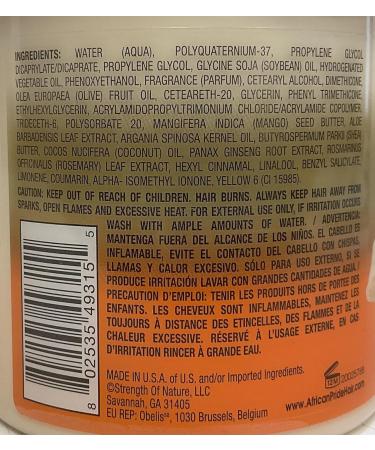 INGREDIENTS: WATER (AQUA), POLYQUATERNIUM-37, PROPYLENE GLYCOL
DICAPRYLATE/DICAPRATE, PROPYLENE GLYCOL, GLYCINE SOJA (SOYBEAN) OIL, HYDROGENATED
VEGETABLE OIL, PHENOXYETHANOL, FRAGRANCE (PARFUM), CETEARYL ALCOHOL, DIMETHICONE,
OLEA EUROPAEA (OLIVE) FRUIT OIL, CETEARETH-20, GLYCERIN, PHENYL TRIMETHICONE,
ETHYLHEXYLGLYCERIN, ACRYLAMIDOPROPYLTRIMONIUM CHLORIDE/ACRYLAMIDE COPOLYMER,
TRIDECETH-6, POLYSORBATE 20, MANGIFERA INDICA (MANGO) SEED BUTTER, ALOE
BARBADENSIS LEAF EXTRACT, ARGANIA SPINOSA KERNEL OIL, BUTYROSPERMUM PARKII (SHEA)
BUTTER, COCOS NUCIFERA (COCONUT) OIL, PANAX GINSENG ROOT EXTRACT, ROSMARINUS
OFFICINALIS (ROSEMARY) LEAF EXTRACT, HEXYL CINNAMAL, LINALOOL, BENZYL SALICYLATE,
LIMONENE, COUMARIN, ALPHA- ISOMETHYL IONONE, YELLOW 6 (CI 15985).
CAUTION: KEEP OUT OF REACH OF CHILDREN. HAIR BURNS. ALWAYS KEEP HAIR AWAY FROM
SPARKS, OPEN FLAMES AND EXCESSIVE HEAT. FOR EXTERNAL USE ONLY, IF IRRITATION OCCURS
WASH WITH AMPLE AMOUNTS OF WATER. / ADVERTENCIA:
MANTENGA FUERA DEL ALCANCE DE LOS NIÑOS. EL CABELLO ES
INFLAMABLE, EVITE EL CONTACTO DEL CABELLO CON CHISPAS,
LLAMAS Y CALOR EXCESIVO. SÓLO PARA USO EXTERNO, SI
PRODUCE IRRITACIÓN LAVAR CON GRANDES CANTIDADES DE AGUA. /
PRECAUTION D'EMPLOI: TENIR LES PRODUITS HORS DE PORTEE DES
ENFANTS. LES CHEVEUX SONT INFLAMMABLES, MAINTENEZ LES
TOUJOURS À DISTANCE DES ETINCELLES, DES FLAMMES ET DE LA
CHALEUR EXCESSIVE. RÉSERVÉ À L'USAGE EXTERNE, EN CAS
D'IRRITATION RINCER À GRANDE EAU.
8 02535 49315 5
MADE IN U.S.A. of U.S. and/or Imported Ingredients.
©Strength Of Nature, LLC
Savannah, GA 31405
EU REP: Obelis, 1030 Brussels, Belgium
12M
www.AfricanPrideHair.com